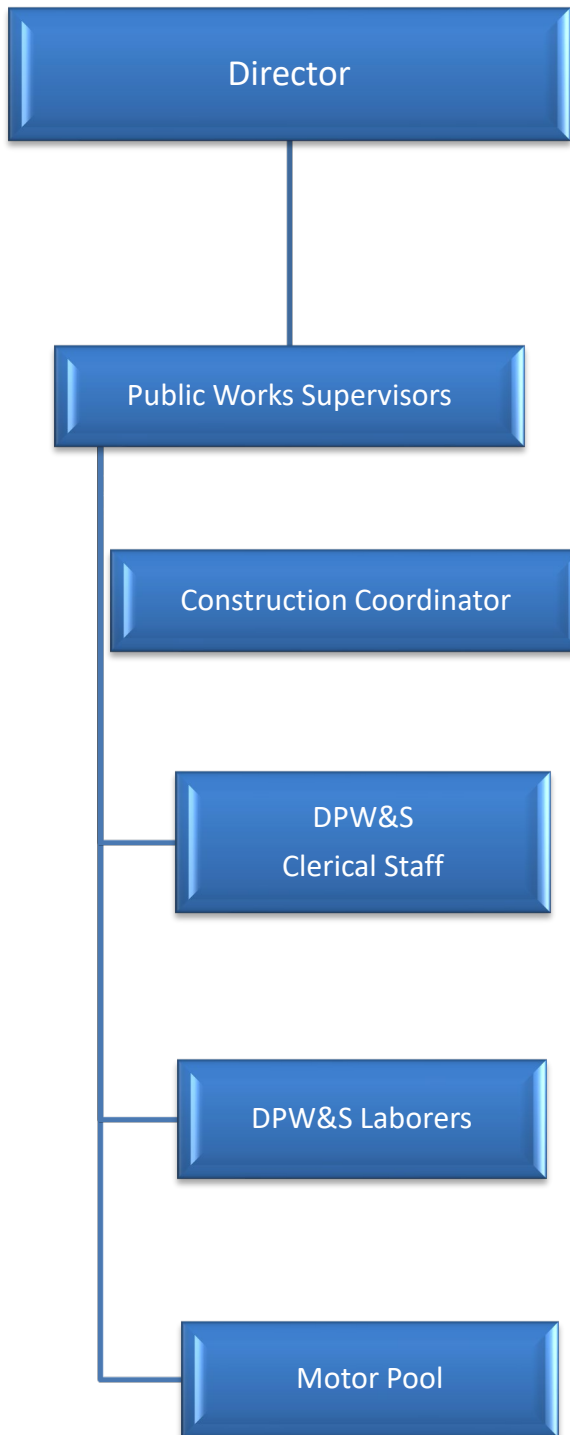 Director
Public Works Supervisors
Construction Coordinator
DPW&S
Clerical Staff
DPW&S Laborers
Motor Pool